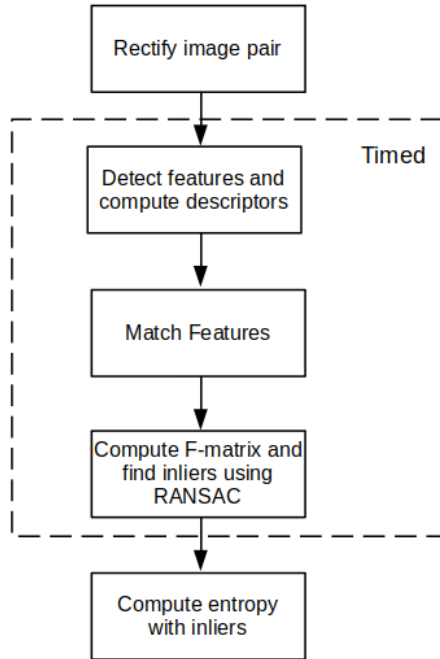 Rectify image pair
Timed
Detect features and
compute descriptors
Match Features
Compute F-matrix and
find inliers using
RANSAC
Compute entropy
with inliers